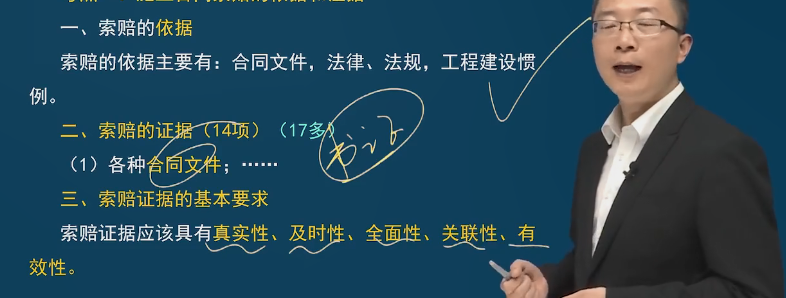 一、索赔的依据
索赔的依据主要有：合同文件，法律、法规，工程建设惯
例。
二、索赔的证据（14项）（17多）
（1）各种合同文件；……
书证
三、索赔证据的基本要求
索赔证据应该具有真实性、及时性、全面性、关联性、有
效性。